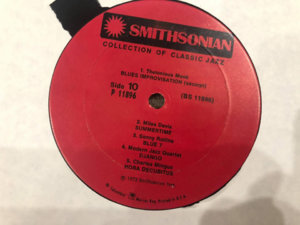 SMITHSONIAN
COLLECTION OF CLASSIC JAZZ
1. Thelonious Monk
BLUES IMPROVISATION (excerpt)
Side 10
P 11896
(BS 11896)
2. Miles Davis
SUMMERTIME
3. Sonny Rollins
BLUE 7
4. Modern Jazz Quartet
DJANGO
5. Charles Mingus
HORA DECUBITUS